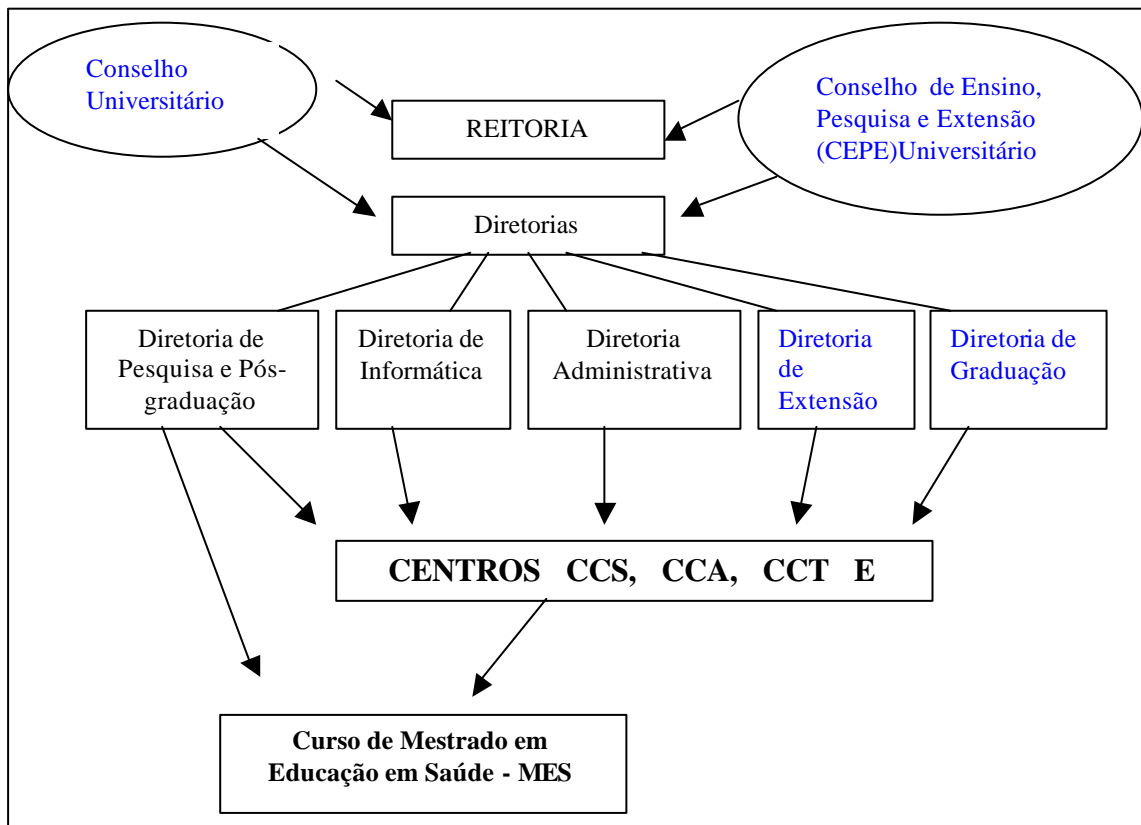 Conselho
Universitário
Conselho de Ensino,
Pesquisa e Extensão
(CEPE)Universitário
REITORIA
Diretorias
Diretoria de
Pesquisa e Pós-
graduação
Diretoria de
Informática
Diretoria
Administrativa
Diretoria
de
Extensão
Diretoria de
Graduação
CENTROS CCS, CCA, CCT E
Curso de Mestrado em
Educação em Saúde - MES